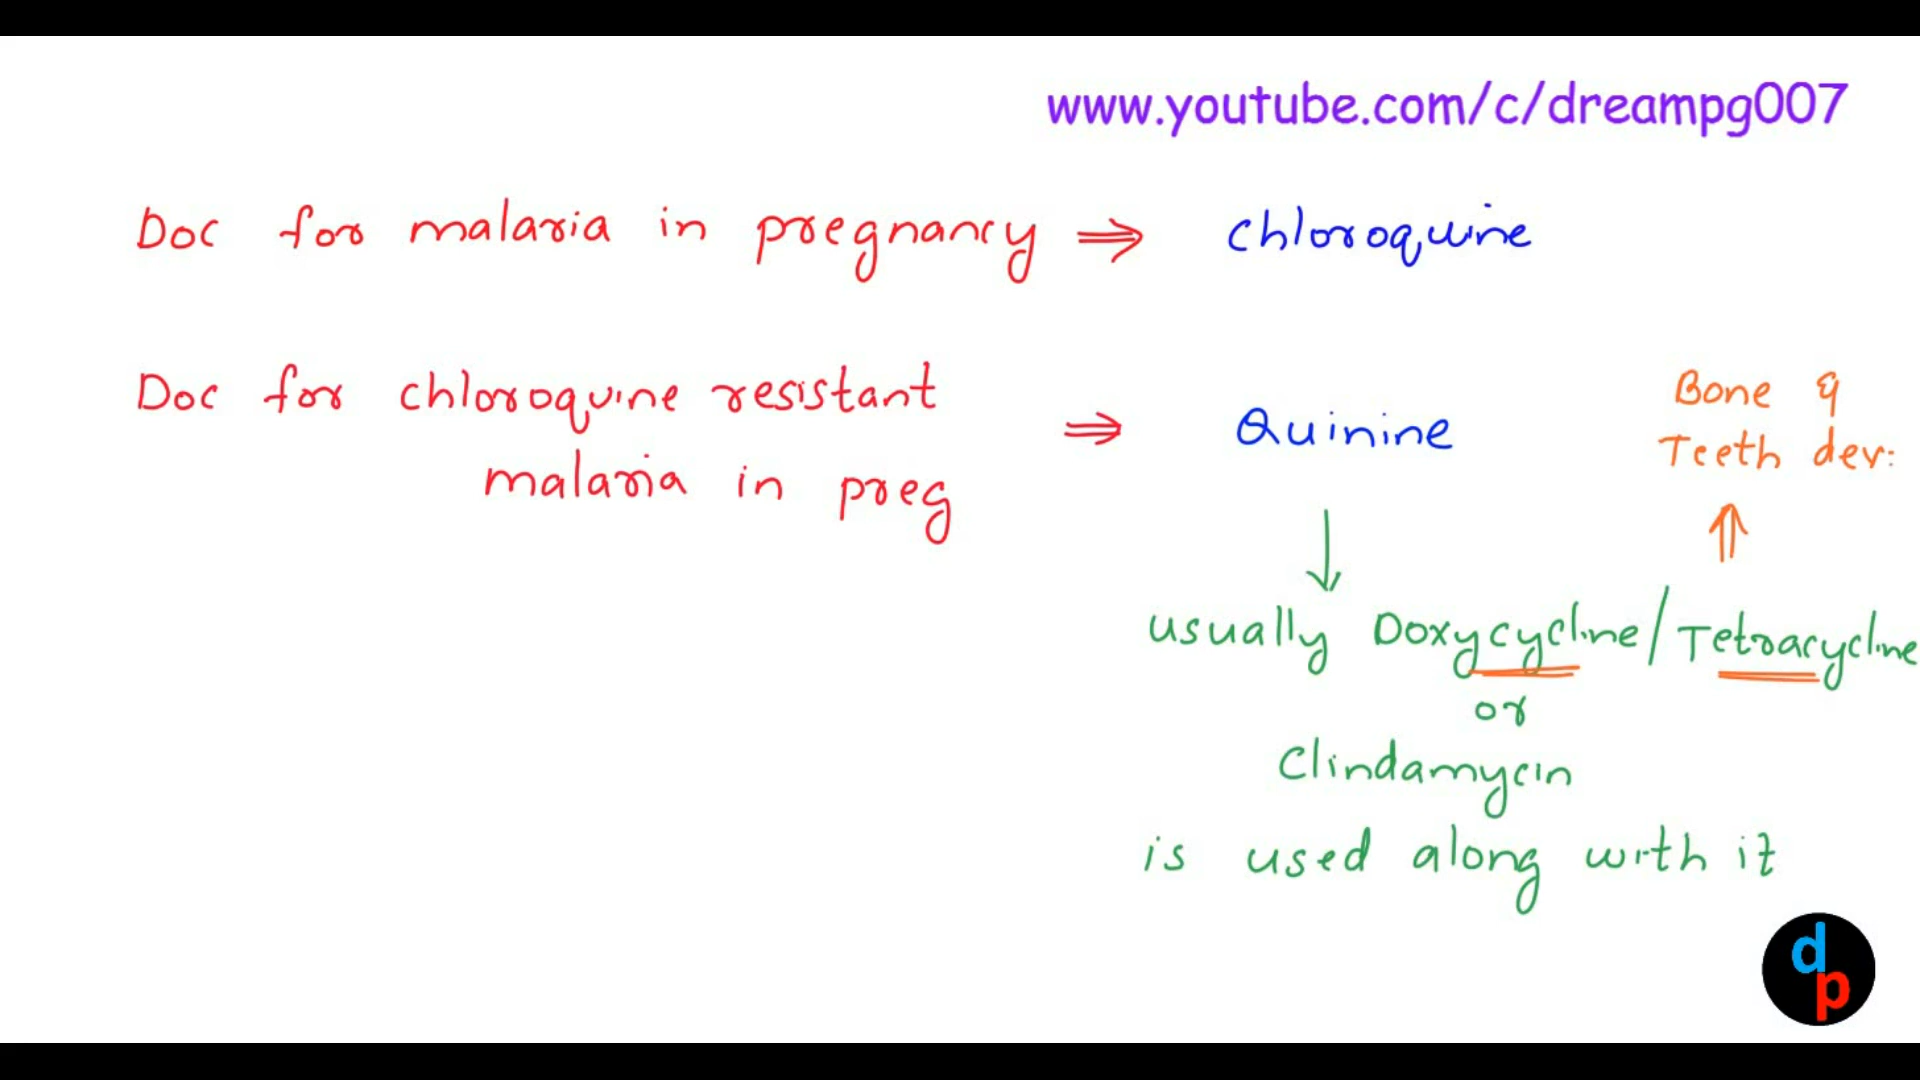 www.youtube.com/c/dreampg007
Doc for malaria in pregnancy ⇒ chloroquine
Doc for chloroquine resistant
malaria in preg ⇒ Quinine
Bone &
Teeth dev:
usually Doxycycline/Tetracycline
or
Clindamycin
is used along with it
dp